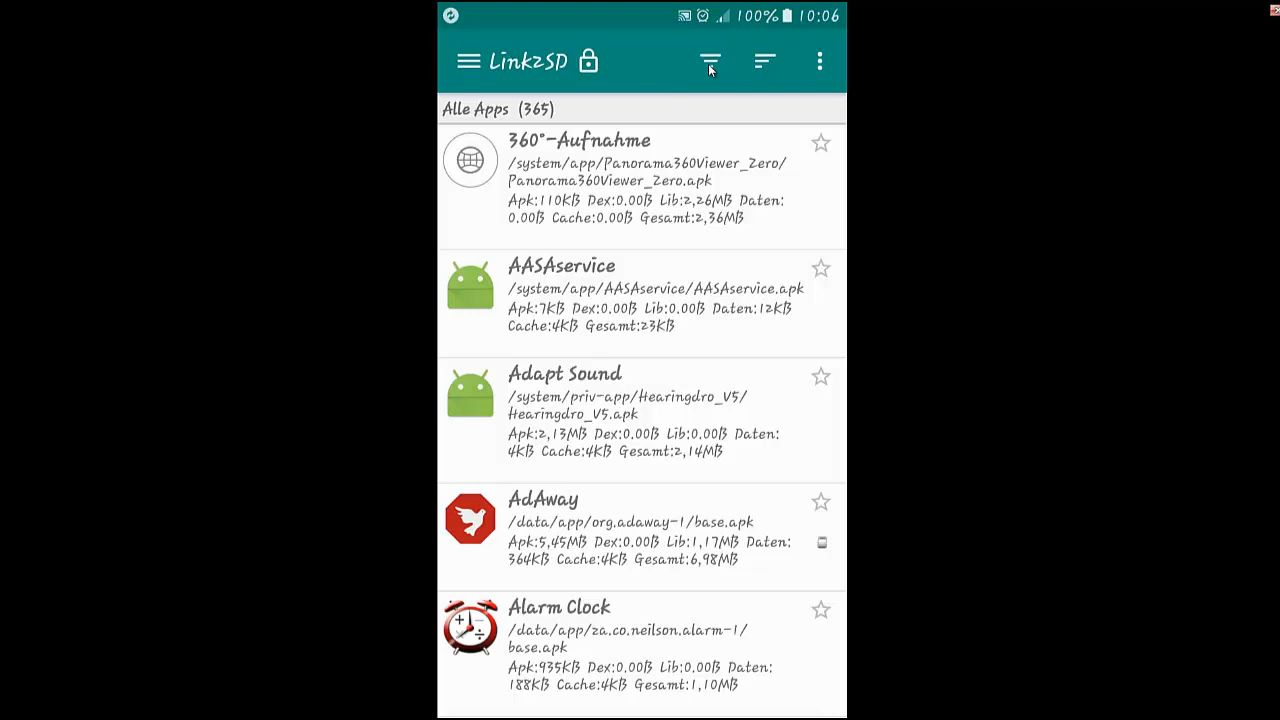 100% 10:06
Link2SD
Alle Apps (365)
360°-Aufnahme
/system/app/Panorama360Viewer_Zero/
Panorama360Viewer_Zero.apk
Apk:110KB Dex:0.00B Lib:2,26MB Daten:
0.00B Cache:0.00B Gesamt:2,36MB
AASAservice
/system/app/AASAservice/AASAservice.apk
Apk:7KB Dex:0.00B Lib:0.00B Daten:12KB
Cache:4KB Gesamt:23KB
Adapt Sound
/system/priv-app/Hearingdro_V5/
Hearingdro_V5.apk
Apk:2,13MB Dex:0.00B Lib:0.00B Daten:
4KB Cache:4KB Gesamt:2,14MB
AdAway
/data/app/org.adaway-1/base.apk
Apk:5,45MB Dex:0.00B Lib:1,17MB Daten:
364KB Cache:4KB Gesamt:6,98MB
Alarm Clock
/data/app/za.co.neilson.alarm-1/
base.apk
Apk:935KB Dex:0.00B Lib:0.00B Daten:
188KB Cache:4KB Gesamt:1,10MB